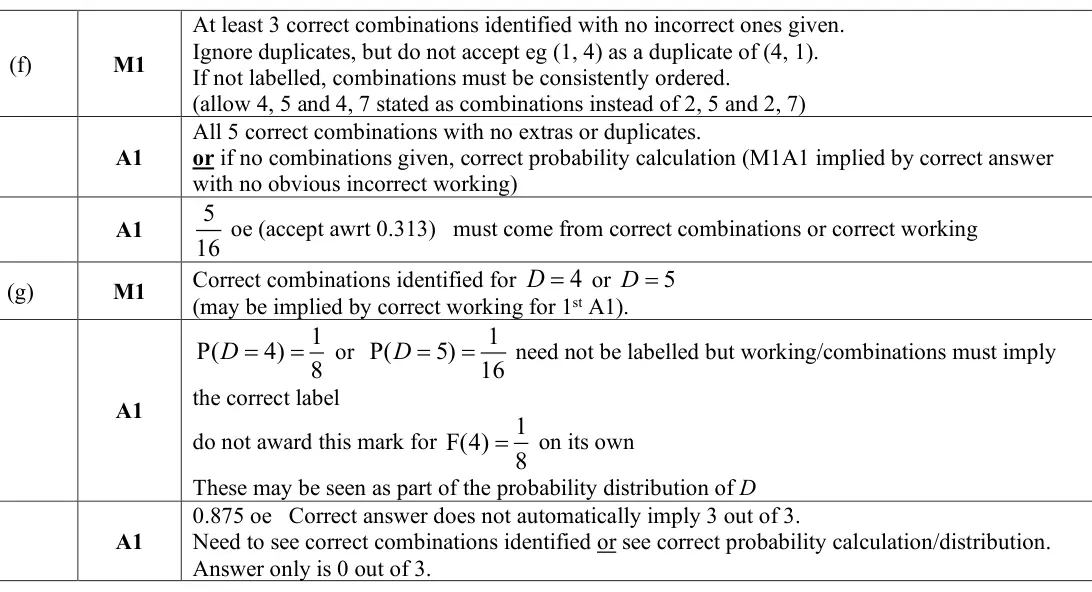 (f) M1 At least 3 correct combinations identified with no incorrect ones given.
Ignore duplicates, but do not accept eg (1, 4) as a duplicate of (4, 1).
If not labelled, combinations must be consistently ordered.
(allow 4, 5 and 4, 7 stated as combinations instead of 2, 5 and 2, 7)
A1 All 5 correct combinations with no extras or duplicates.
or if no combinations given, correct probability calculation (M1A1 implied by correct answer
with no obvious incorrect working)
A1 5/16 oe (accept awrt 0.313) must come from correct combinations or correct working
(g) M1 Correct combinations identified for D = 4 or D = 5
(may be implied by correct working for 1st A1).
A1 P(D = 4) = 1/8 or P(D = 5) = 1/16 need not be labelled but working/combinations must imply
the correct label
do not award this mark for F(4) = 1/8 on its own
These may be seen as part of the probability distribution of D
A1 0.875 oe Correct answer does not automatically imply 3 out of 3.
Need to see correct combinations identified or see correct probability calculation/distribution.
Answer only is 0 out of 3.